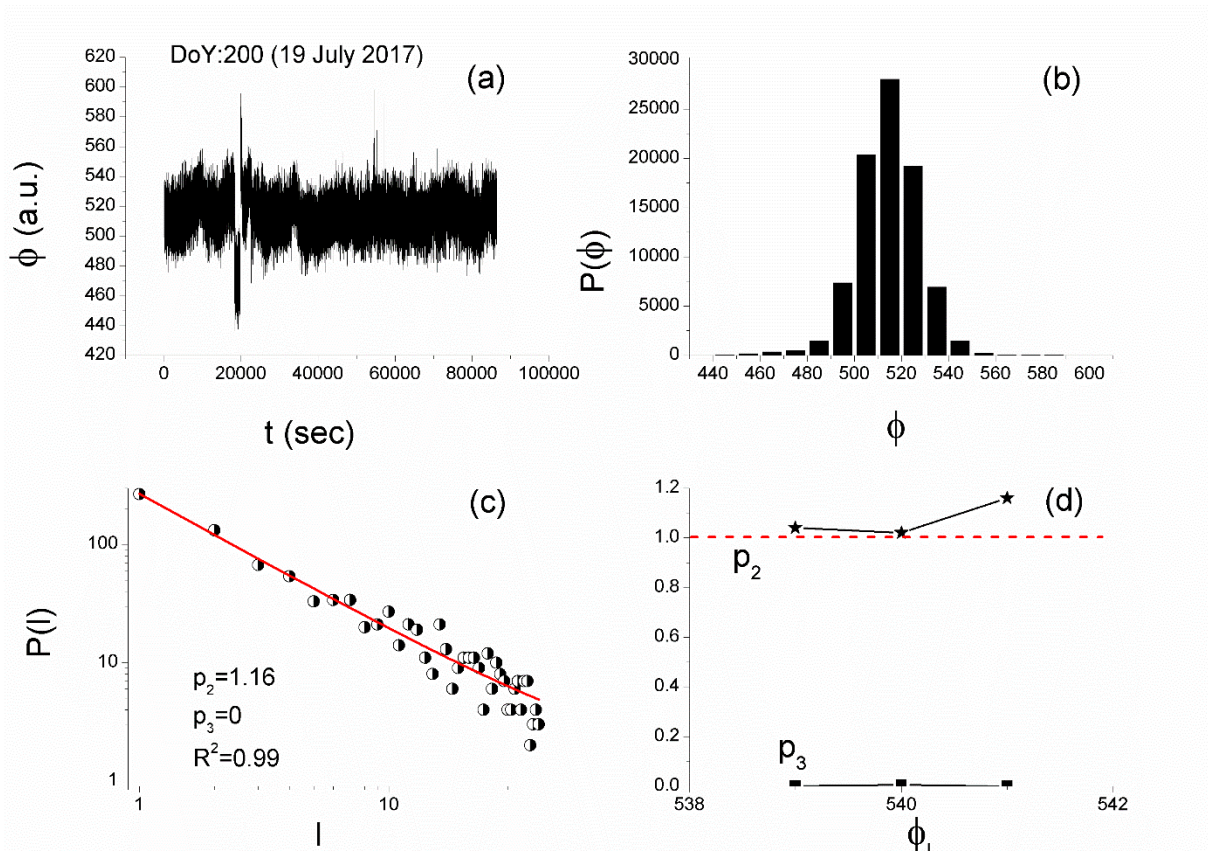 DoY:200 (19 July 2017)
(a)
620
600
580
560
540
520
500
480
460
440
420
ϕ (a.u.)
0 20000 40000 60000 80000 100000
t (sec)
(b)
30000
25000
20000
15000
10000
5000
0
P(ϕ)
440 460 480 500 520 540 560 580 600
ϕ
(c)
100
10
1
P(l)
p2=1.16
p3=0
R2=0.99
1 10
l
(d)
1.2
1.0
0.8
0.6
0.4
0.2
0.0
p2
p3
538 540 542
ϕL